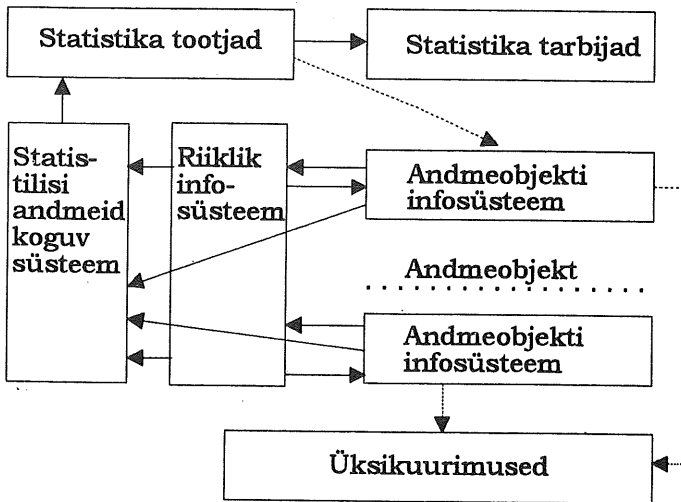 Statistika tootjad
Statistika tarbijad
Statis-
tilisi
andmeid
koguv
süsteem
Riiklik
info-
süsteem
Andmeobjekti
infosüsteem
Andmeobjekt
Andmeobjekti
infosüsteem
Üksikuurimused